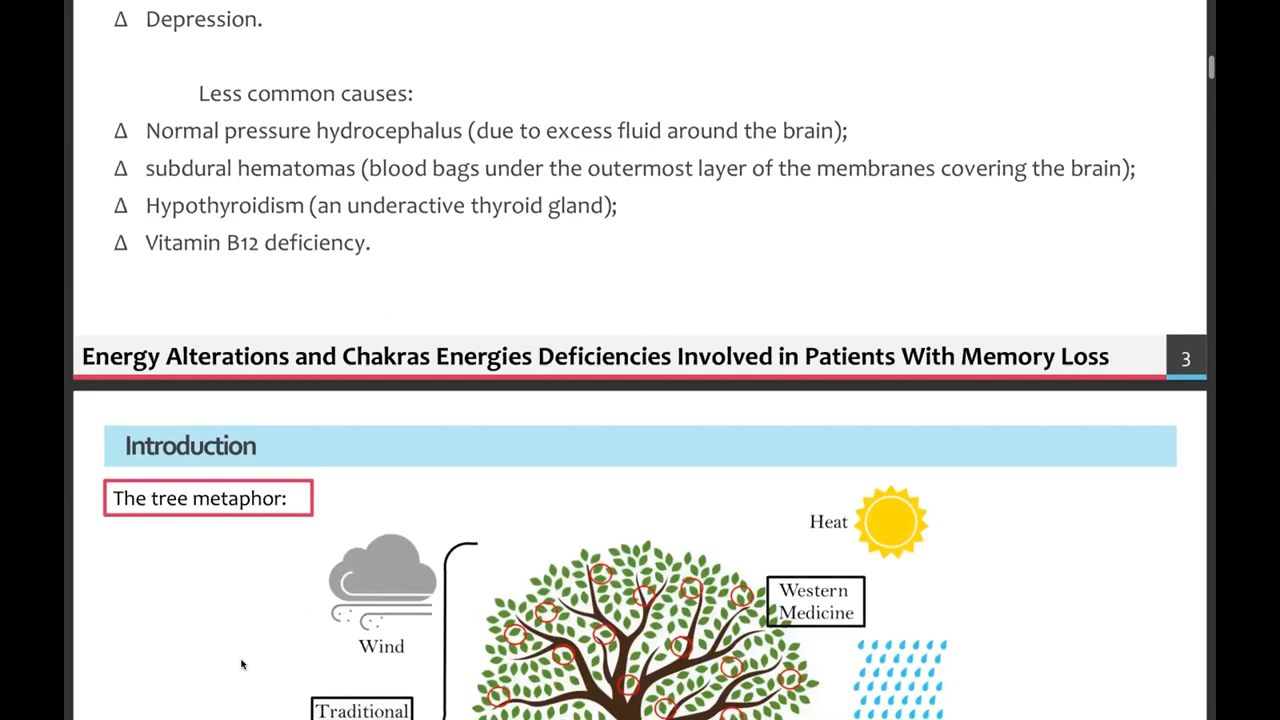 Δ Depression.
Less common causes:
Δ Normal pressure hydrocephalus (due to excess fluid around the brain);
Δ subdural hematomas (blood bags under the outermost layer of the membranes covering the brain);
Δ Hypothyroidism (an underactive thyroid gland);
Δ Vitamin B12 deficiency.
Energy Alterations and Chakras Energies Deficiencies Involved in Patients With Memory Loss 3
Introduction
The tree metaphor:
Heat
Western
Medicine
Wind
Traditional